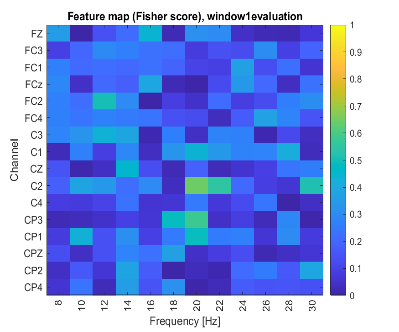 Feature map (Fisher score), window1evaluation
FZ
FC3
FC1
FCz
FC2
FC4
C3
C1
CZ
C2
C4
CP3
CP1
CPZ
CP2
CP4
Channel
8 10 12 14 16 18 20 22 24 26 28 30
Frequency [Hz]
1
0.9
0.8
0.7
0.6
0.5
0.4
0.3
0.2
0.1
0